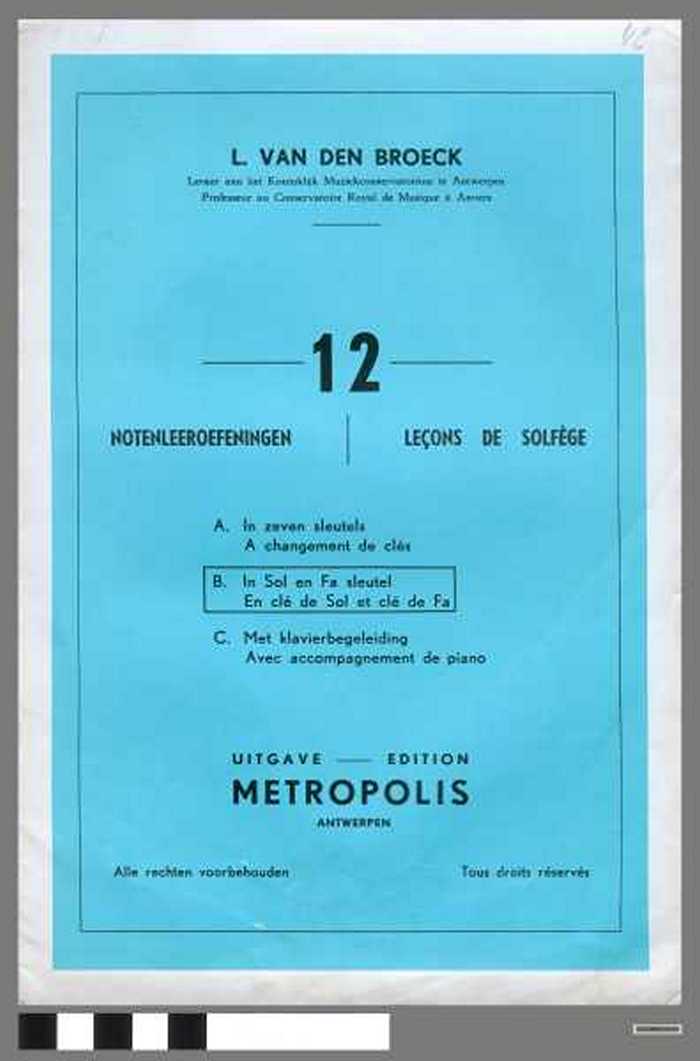 L. VAN DEN BROECK
Leraar aan het Koninklijk Muziekconservatorium te Antwerpen
Professeur au Conservatoire Royal de Musique à Anvers
12
NOTENLEEROEFENINGEN
LEÇONS DE SOLFÈGE
A. In zeven sleutels
A changement de clés
B. In Sol en Fa sleutel
En clé de Sol et clé de Fa
C. Met klavierbegeleiding
Avec accompagnement de piano
UITGAVE — EDITION
METROPOLIS
ANTWERPEN
Alle rechten voorbehouden
Tous droits réservés